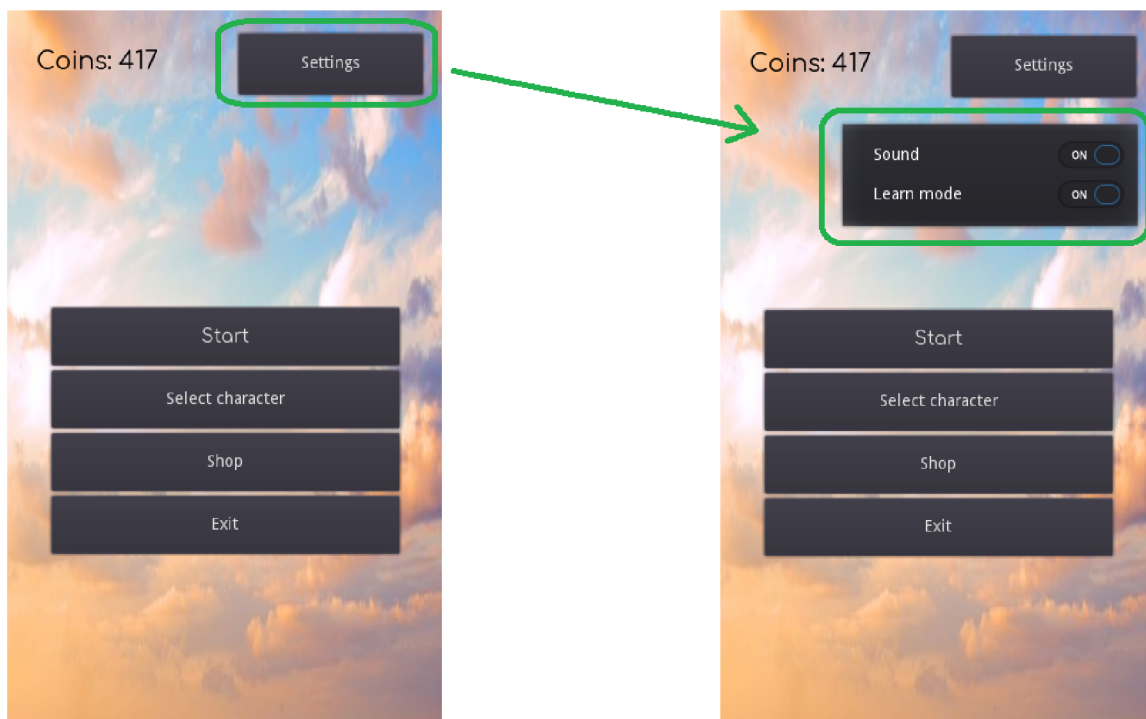 Coins: 417
Settings
Start
Select character
Shop
Exit
Coins: 417
Settings
Sound ON
Learn mode ON
Start
Select character
Shop
Exit